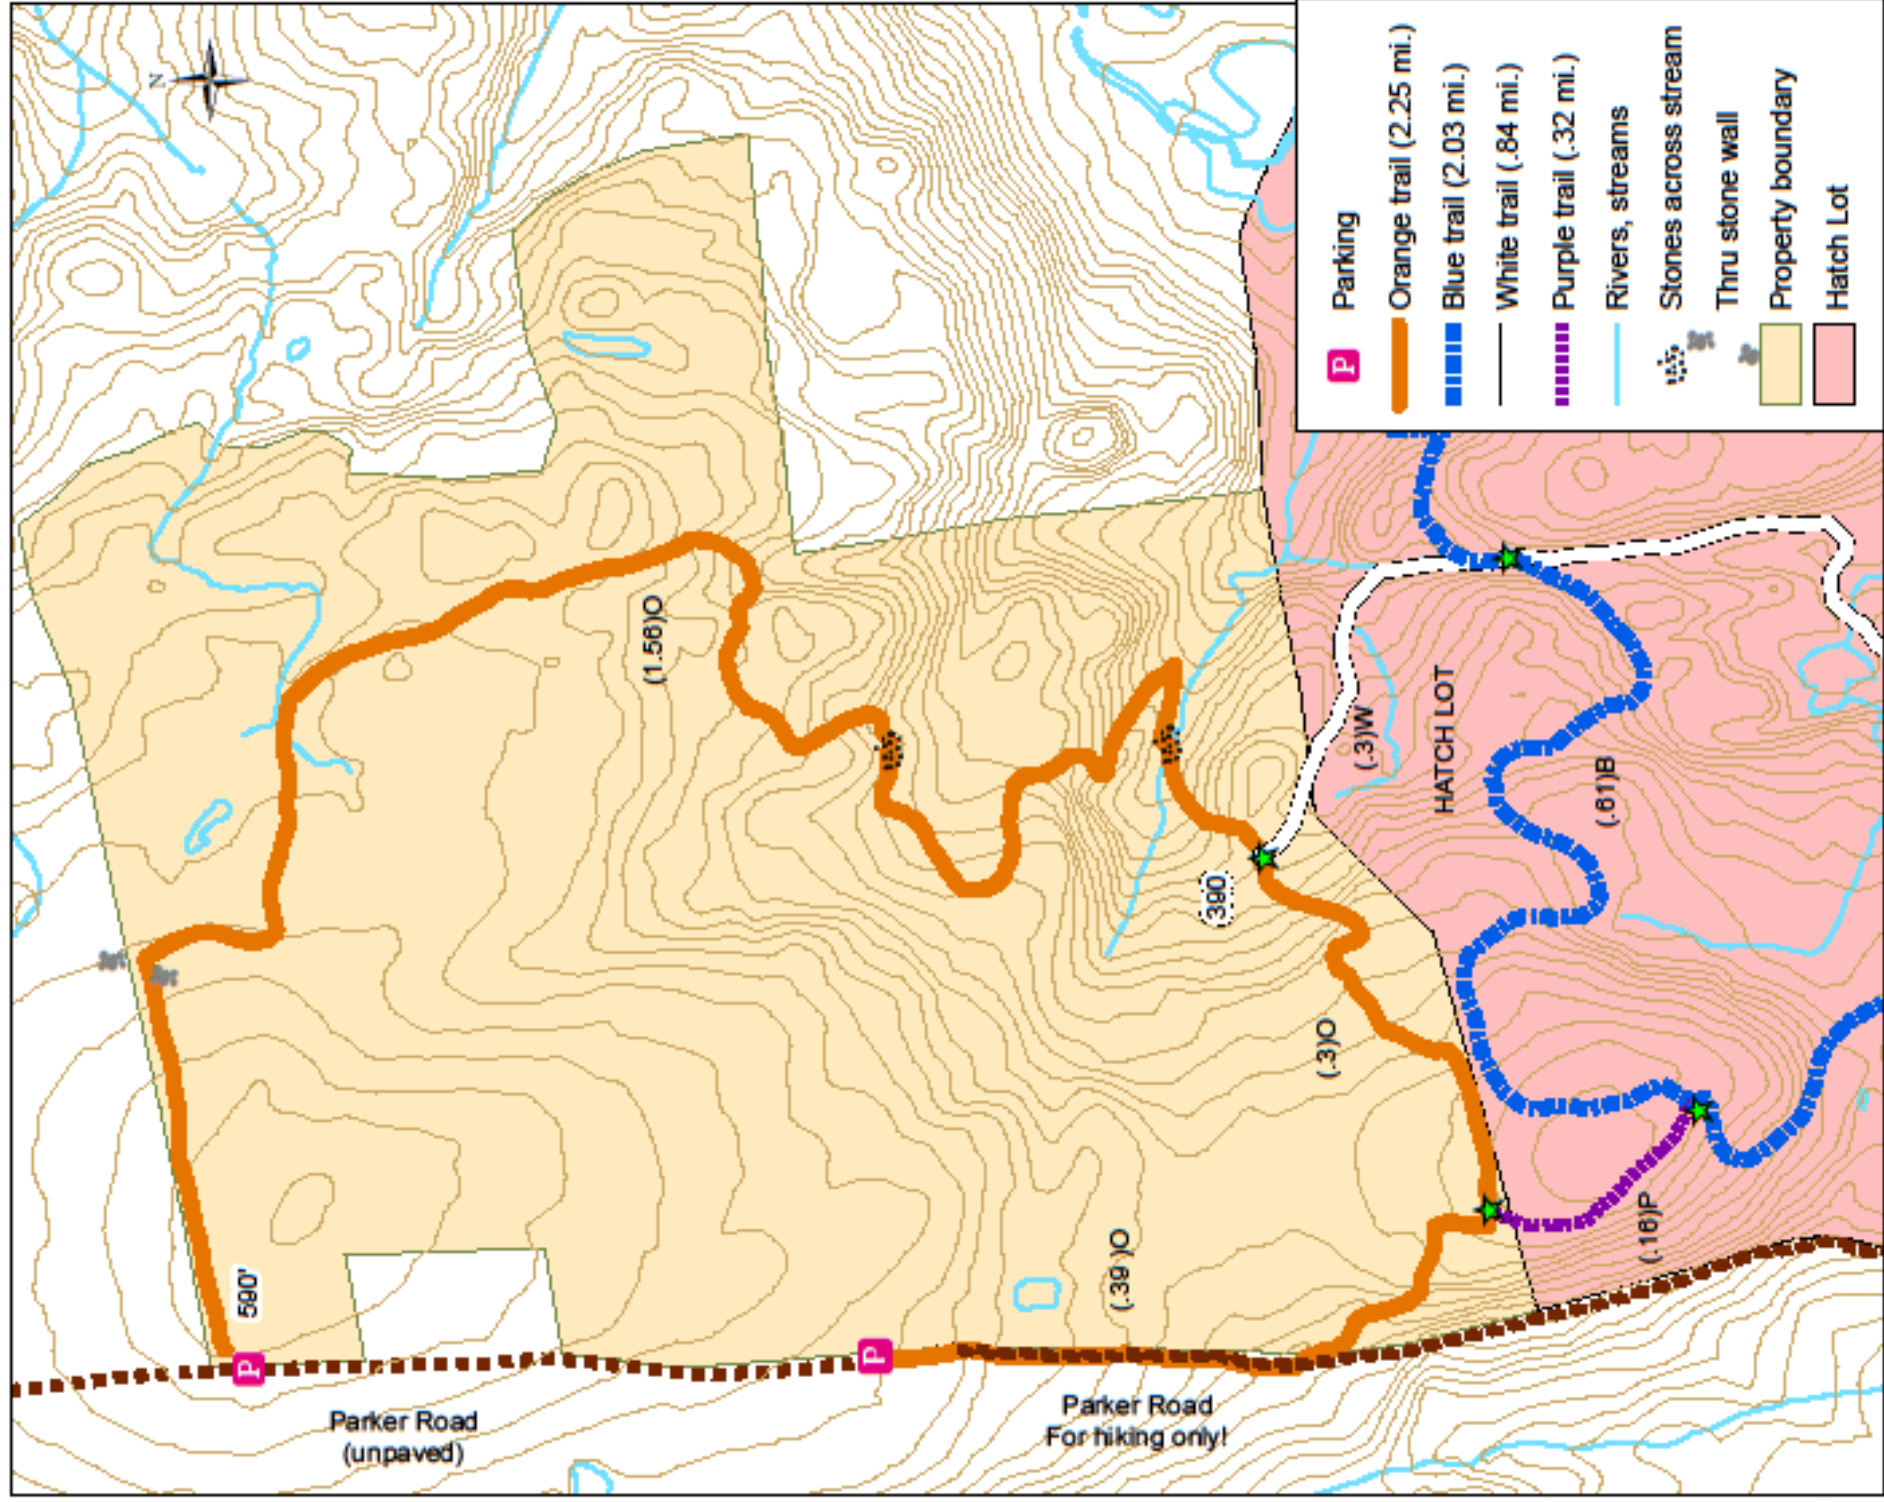 N
P
Parking
Orange trail (2.25 mi.)
Blue trail (2.03 mi.)
White trail (.84 mi.)
Purple trail (.32 mi.)
Rivers, streams
Stones across stream
Thru stone wall
Property boundary
Hatch Lot
(1.56)O
(.3)W
HATCH LOT
(.61)B
390
(.3)O
(.16)P
(.39)O
590'
P
P
Parker Road
(unpaved)
Parker Road
For hiking only!